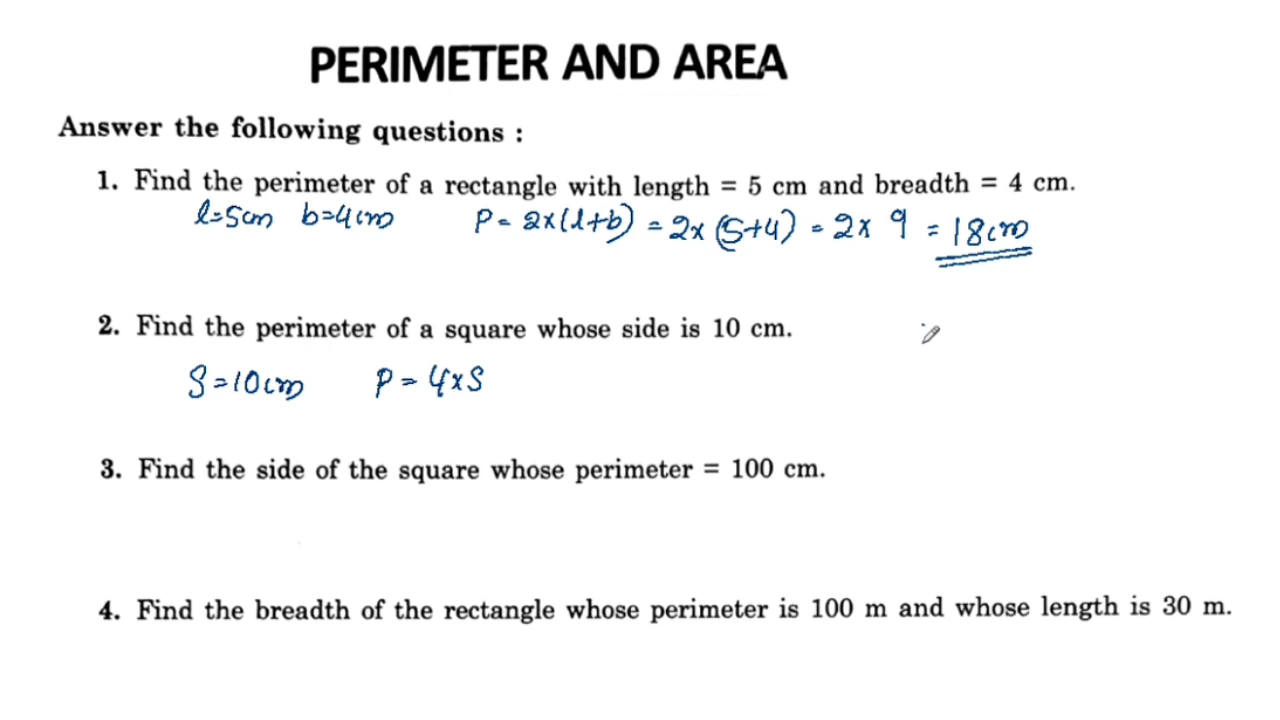 PERIMETER AND AREA
Answer the following questions :
1. Find the perimeter of a rectangle with length = 5 cm and breadth = 4 cm.
l=5cm b=4cm P = 2x(l+b) = 2x (5+4) = 2x 9 = 18cm
2. Find the perimeter of a square whose side is 10 cm.
S=10cm P = 4xS
3. Find the side of the square whose perimeter = 100 cm.
4. Find the breadth of the rectangle whose perimeter is 100 m and whose length is 30 m.